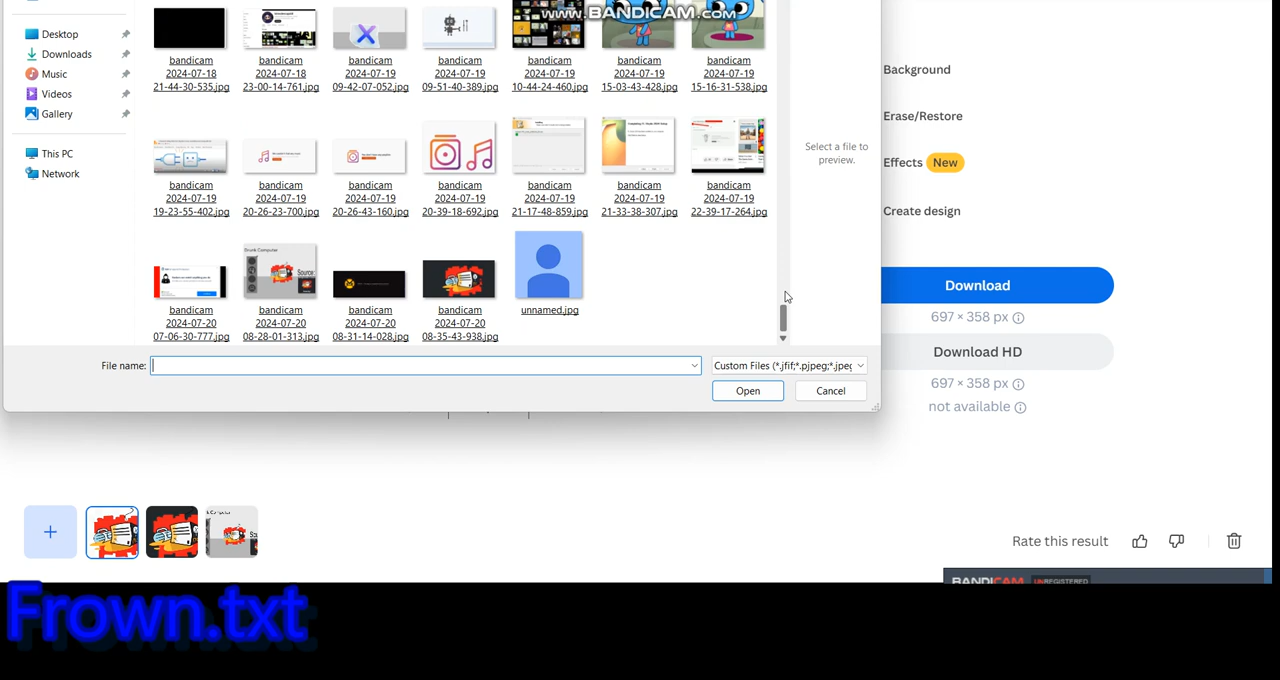 www.BANDICAM.com
Desktop
Downloads
Music
Videos
Gallery
This PC
Network
bandicam
2024-07-18
21-44-30-535.jpg
bandicam
2024-07-18
23-00-14-761.jpg
bandicam
2024-07-19
09-42-07-052.jpg
bandicam
2024-07-19
09-51-40-389.jpg
bandicam
2024-07-19
10-44-24-460.jpg
bandicam
2024-07-19
15-03-43-428.jpg
bandicam
2024-07-19
15-16-31-538.jpg
bandicam
2024-07-19
19-23-55-402.jpg
bandicam
2024-07-19
20-26-23-700.jpg
bandicam
2024-07-19
20-26-43-160.jpg
bandicam
2024-07-19
20-39-18-692.jpg
bandicam
2024-07-19
21-17-48-859.jpg
bandicam
2024-07-19
21-33-38-307.jpg
bandicam
2024-07-19
22-39-17-264.jpg
Drunk Computer
Source:
bandicam
2024-07-20
07-06-30-777.jpg
bandicam
2024-07-20
08-28-01-313.jpg
bandicam
2024-07-20
08-31-14-028.jpg
bandicam
2024-07-20
08-35-43-938.jpg
unnamed.jpg
Select a file to
preview.
File name:
Custom Files (*.jfif;*.pjpeg;*.jpeg
Open
Cancel
Background
Erase/Restore
Effects New
Create design
Download
697 × 358 px
Download HD
697 × 358 px
not available
Rate this result
BANDICAM UNREGISTERED
Frown.txt